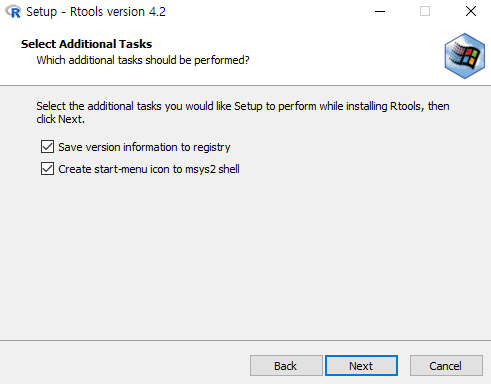 Setup - Rtools version 4.2
Select Additional Tasks
Which additional tasks should be performed?
Select the additional tasks you would like Setup to perform while installing Rtools, then
click Next.
Save version information to registry
Create start-menu icon to msys2 shell
Back
Next
Cancel